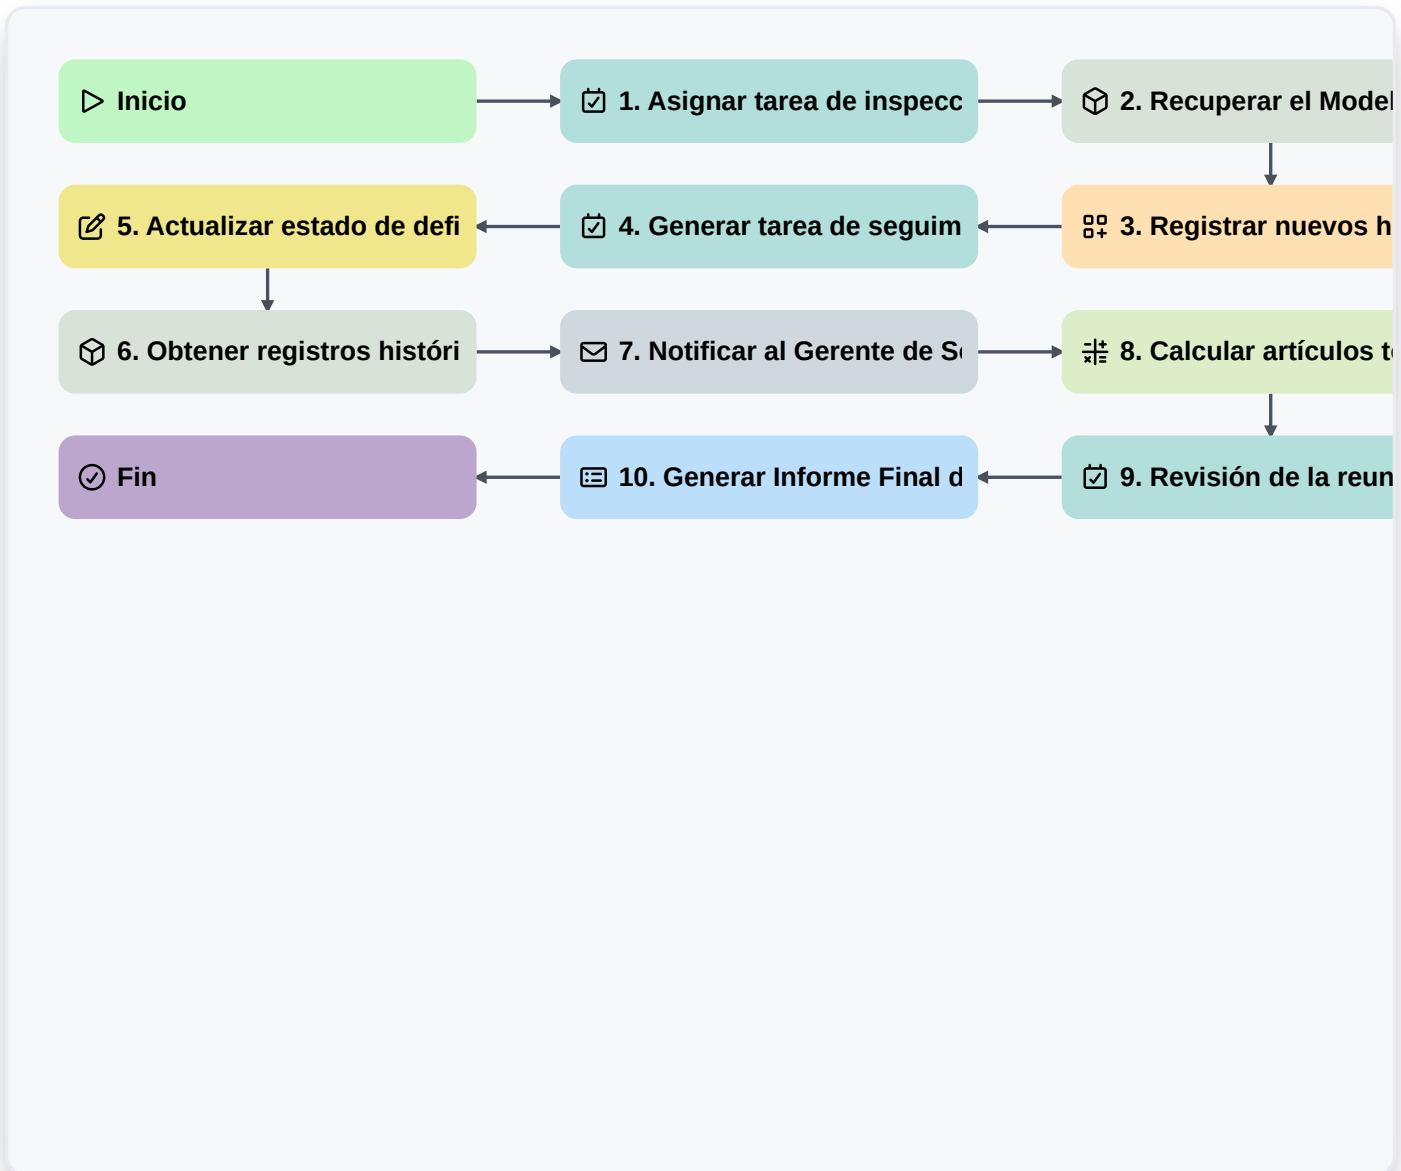 Inicio
1. Asignar tarea de inspecc
2. Recuperar el Model
5. Actualizar estado de defi
4. Generar tarea de seguim
3. Registrar nuevos h
6. Obtener registros históri
7. Notificar al Gerente de Se
8. Calcular artículos te
Fin
10. Generar Informe Final d
9. Revisión de la reun